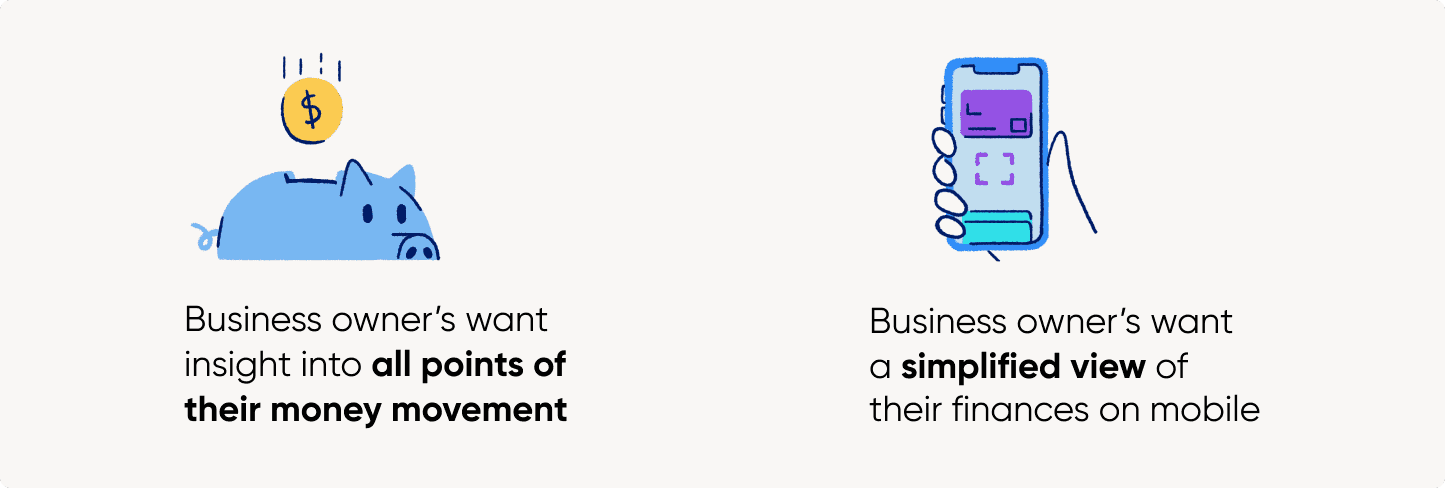 $
Business owner’s want
insight into all points of
their money movement
Business owner’s want
a simplified view of
their finances on mobile